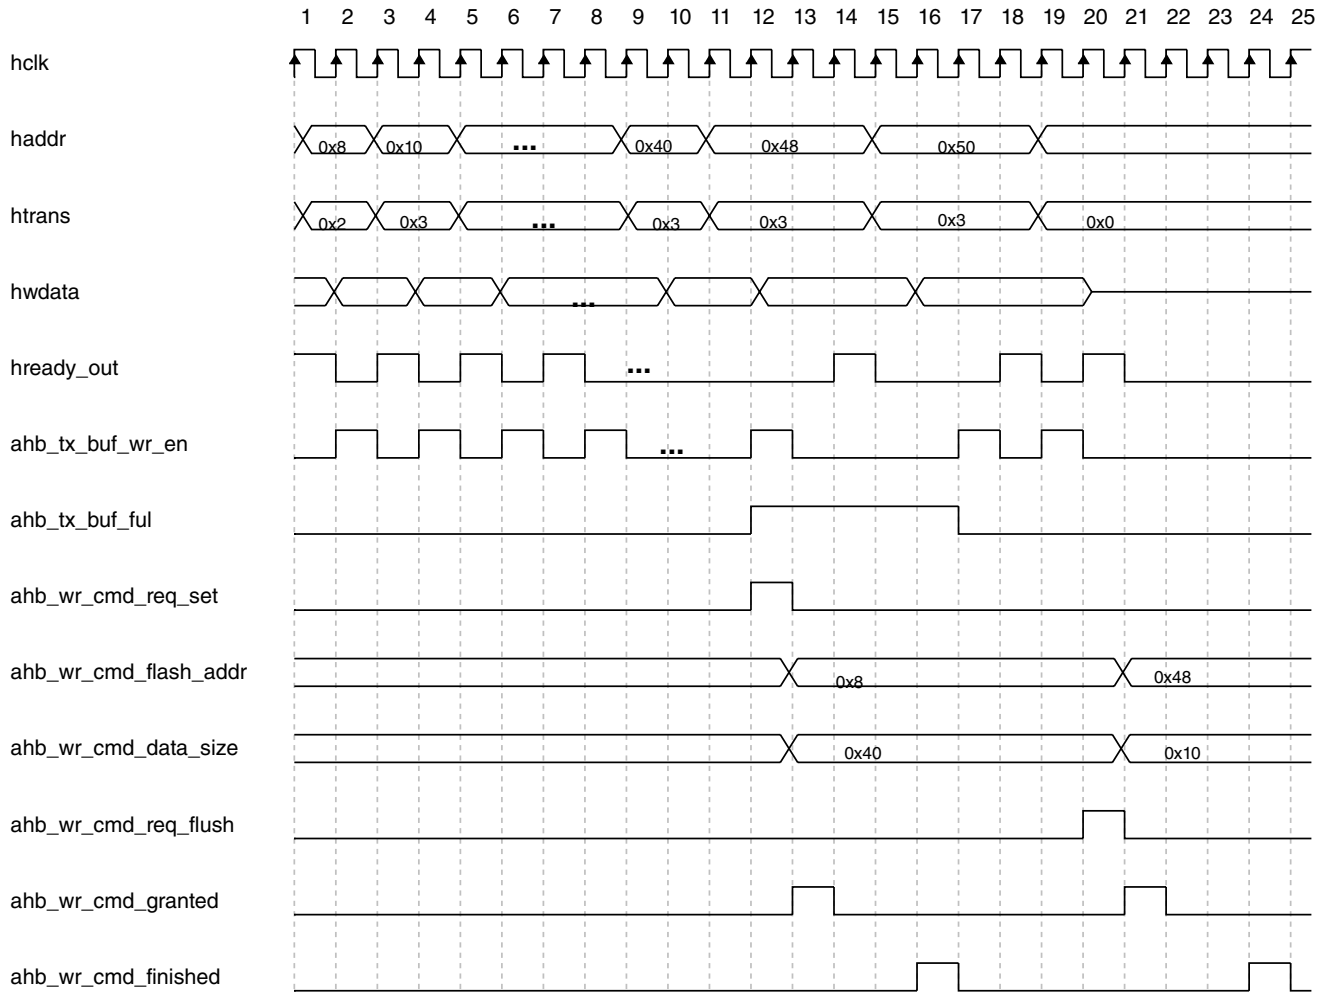 1 2 3 4 5 6 7 8 9 10 11 12 13 14 15 16 17 18 19 20 21 22 23 24 25
hclk
haddr 0x8 0x10 ... 0x40 0x48 0x50
htrans 0x2 0x3 ... 0x3 0x3 0x3 0x0
hwdata ...
hready_out ...
ahb_tx_buf_wr_en ...
ahb_tx_buf_ful
ahb_wr_cmd_req_set
ahb_wr_cmd_flash_addr 0x8 0x48
ahb_wr_cmd_data_size 0x40 0x10
ahb_wr_cmd_req_flush
ahb_wr_cmd_granted
ahb_wr_cmd_finished